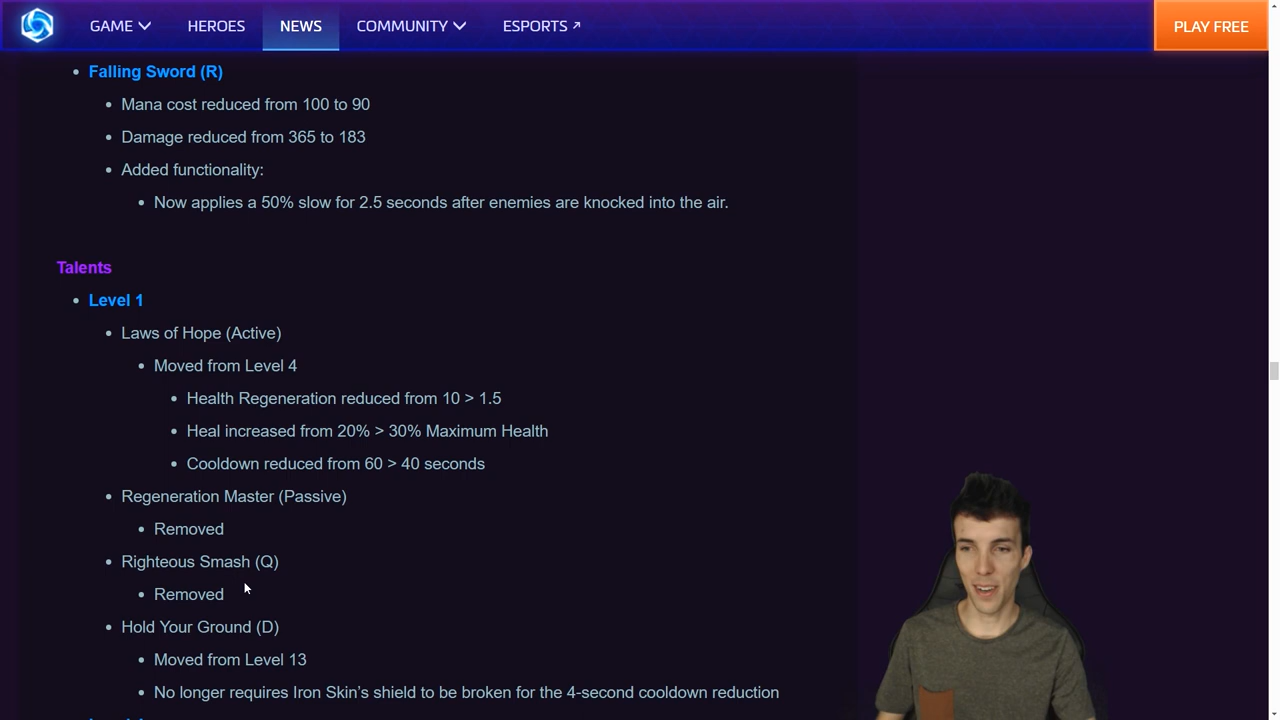 GAME HEROES NEWS COMMUNITY ESPORTS ↗ PLAY FREE
• Falling Sword (R)
• Mana cost reduced from 100 to 90
• Damage reduced from 365 to 183
• Added functionality:
• Now applies a 50% slow for 2.5 seconds after enemies are knocked into the air.
Talents
• Level 1
• Laws of Hope (Active)
• Moved from Level 4
• Health Regeneration reduced from 10 > 1.5
• Heal increased from 20% > 30% Maximum Health
• Cooldown reduced from 60 > 40 seconds
• Regeneration Master (Passive)
• Removed
• Righteous Smash (Q)
• Removed
• Hold Your Ground (D)
• Moved from Level 13
• No longer requires Iron Skin’s shield to be broken for the 4-second cooldown reduction